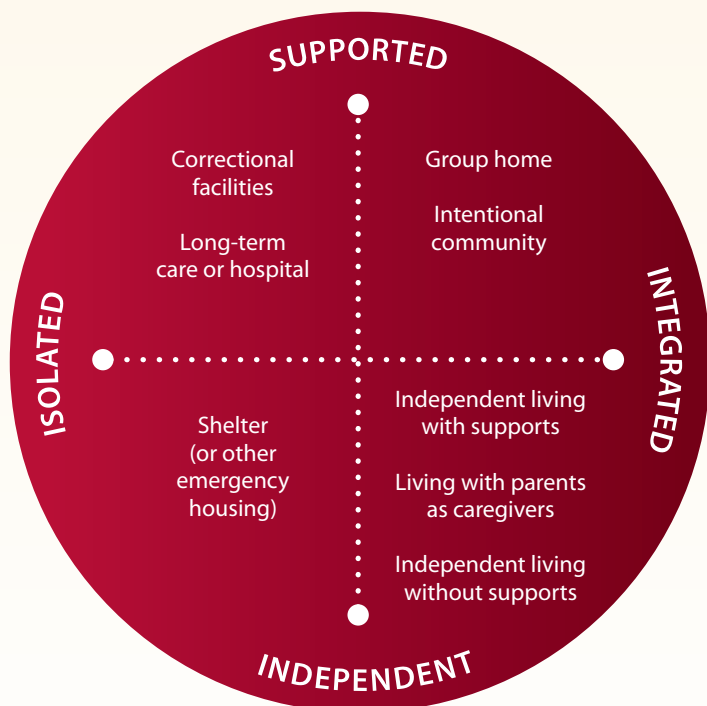 SUPPORTED
Correctional
facilities
Long-term
care or hospital
Group home
Intentional
community
ISOLATED
INTEGRATED
Shelter
(or other
emergency
housing)
Independent living
with supports
Living with parents
as caregivers
Independent living
without supports
INDEPENDENT